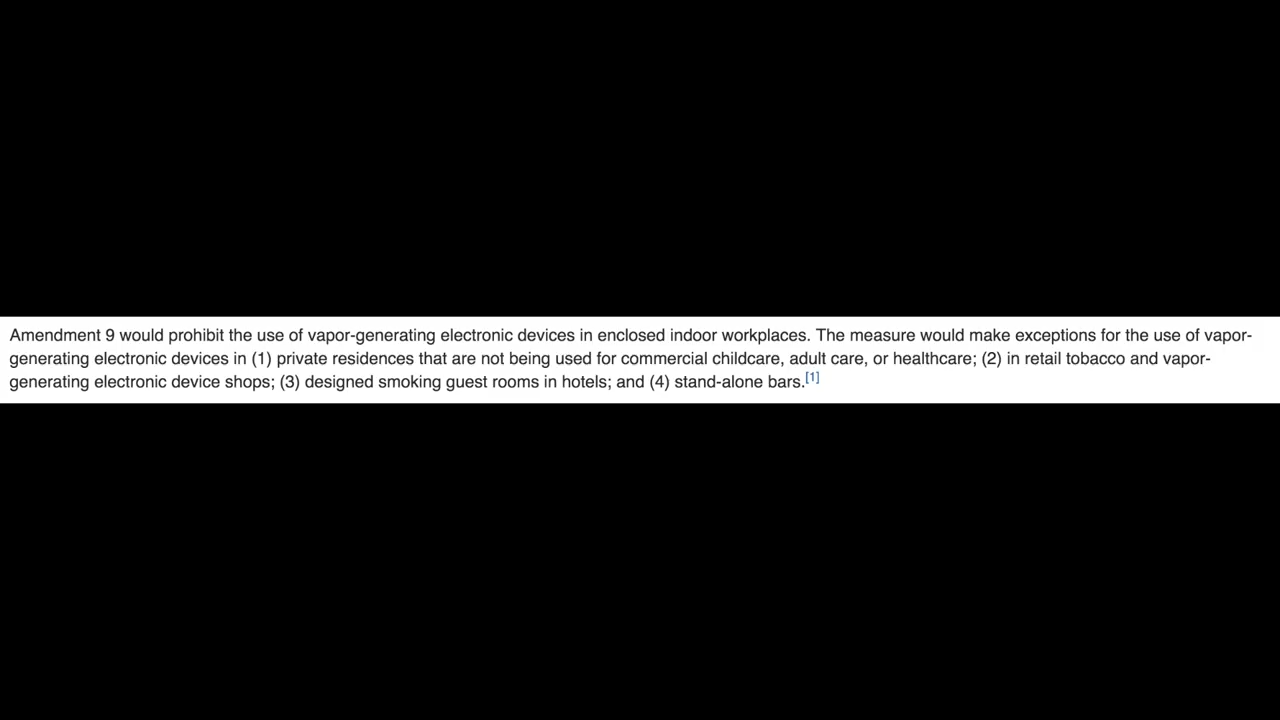 Amendment 9 would prohibit the use of vapor-generating electronic devices in enclosed indoor workplaces. The measure would make exceptions for the use of vapor-
generating electronic devices in (1) private residences that are not being used for commercial childcare, adult care, or healthcare; (2) in retail tobacco and vapor-
generating electronic device shops; (3) designed smoking guest rooms in hotels; and (4) stand-alone bars.[1]